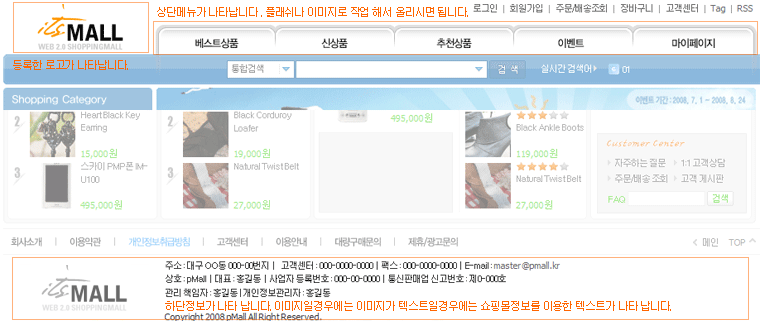 its MALL
WEB 2.0 SHOPPINGMALL
상단메뉴가 나타납니다. 플래쉬나 이미지로 작업 해서 올리시면 됩니다.
로그인 | 회원가입 | 주문/배송조회 | 장바구니 | 고객센터 | Tag | RSS
베스트상품 신상품 추천상품 이벤트 마이페이지
등록한 로고가 나타납니다.
통합검색 검 색 실시간 검색어 01
Shopping Category
이벤트 기간 : 2008. 7. 1 ~ 2008. 8. 24
2 Heart Black Key Earring
15,000원
3 스카이 PMP폰 IM-U100
495,000원
2 Black Corduroy Loafer
19,000원
3 Natural Twist Belt
27,000원
495,000원
2 Black Ankle Boots
119,000원
3 Natural Twist Belt
27,000원
Customer Center
자주하는 질문 1:1 고객상담
주문/배송 조회 고객 게시판
FAQ 검색
회사소개 | 이용약관 | 개인정보취급방침 | 고객센터 | 이용안내 | 대량구매문의 | 제휴/광고문의
< 메인 TOP ^
its MALL
WEB 2.0 SHOPPINGMALL
주소 : 대구 OO동 000-00번지 | 고객센터 : 000-0000-0000 | 팩스 : 000-0000-0000 | E-mail : master@pmall.kr
상호 : pMall | 대표 : 홍길동 | 사업자 등록번호 : 000-00-0000 | 통신판매업 신고번호 : 제0-000호
관리 책임자 : 홍길동 | 개인정보관리자 : 홍길동
하단정보가 나타 납니다. 이미지일경우에는 이미지가 텍스트일경우에는 쇼핑몰정보를 이용한 텍스트가 나타 납니다.
Copyright 2008 pMall All Right Reserved.